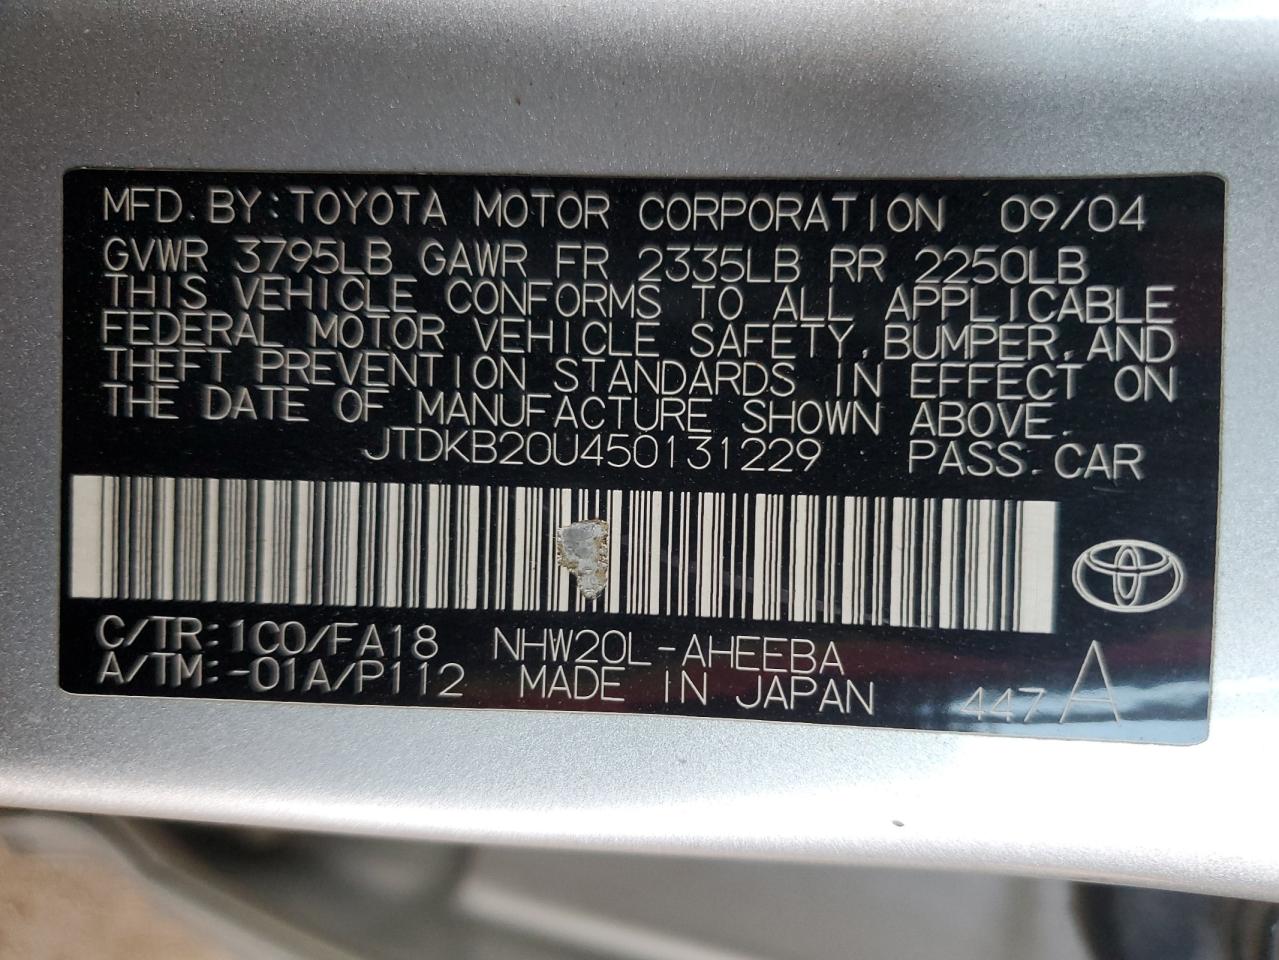 MFD. BY: TOYOTA MOTOR CORPORATION 09/04
GVWR 3795LB GAWR FR 2335LB RR 2250LB
THIS VEHICLE CONFORMS TO ALL APPLICABLE
FEDERAL MOTOR VEHICLE SAFETY, BUMPER, AND
THEFT PREVENTION STANDARDS IN EFFECT ON
THE DATE OF MANUFACTURE SHOWN ABOVE.
JTDKB20U450131229 PASS. CAR
C/TR: 1C0/FA18 NHW20L-AHEEBA
A/TM: -01A/P112 MADE IN JAPAN 447 A